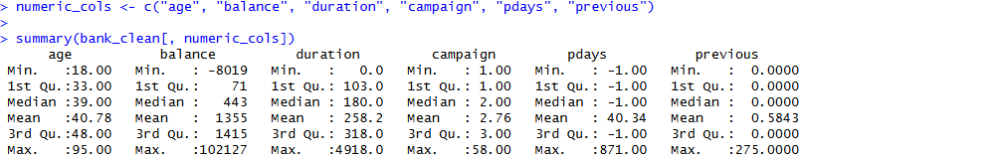 > numeric_cols <- c("age", "balance", "duration", "campaign", "pdays", "previous")
>
> summary(bank_clean[, numeric_cols])
      age           balance          duration         campaign         pdays           previous
 Min.   :18.00   Min.   : -8019   Min.   :   0.0   Min.   : 1.00   Min.   : -1.00   Min.   :  0.0000
 1st Qu.:33.00   1st Qu.:    71   1st Qu.: 103.0   1st Qu.: 1.00   1st Qu.: -1.00   1st Qu.:  0.0000
 Median :39.00   Median :   443   Median : 180.0   Median : 2.00   Median : -1.00   Median :  0.0000
 Mean   :40.78   Mean   :  1355   Mean   : 258.2   Mean   : 2.76   Mean   : 40.34   Mean   :  0.5843
 3rd Qu.:48.00   3rd Qu.:  1415   3rd Qu.: 318.0   3rd Qu.: 3.00   3rd Qu.: -1.00   3rd Qu.:  0.0000
 Max.   :95.00   Max.   :102127   Max.   :4918.0   Max.   :58.00   Max.   :871.00   Max.   :275.0000